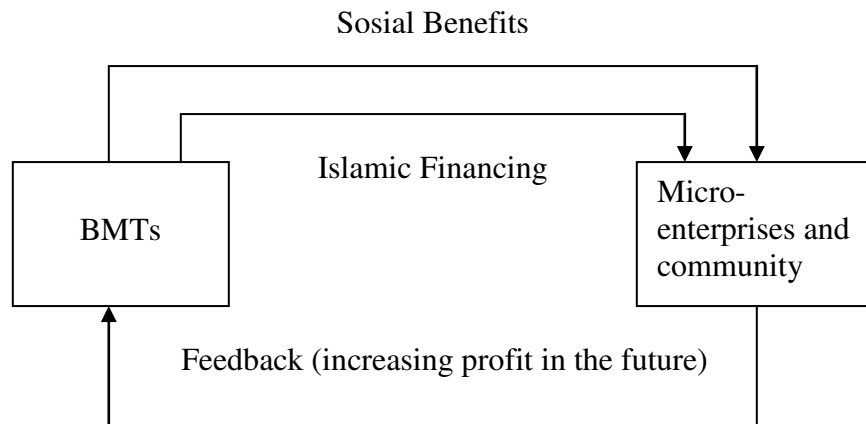 Sosial Benefits
Islamic Financing
BMTs
Micro-
enterprises and
community
Feedback (increasing profit in the future)